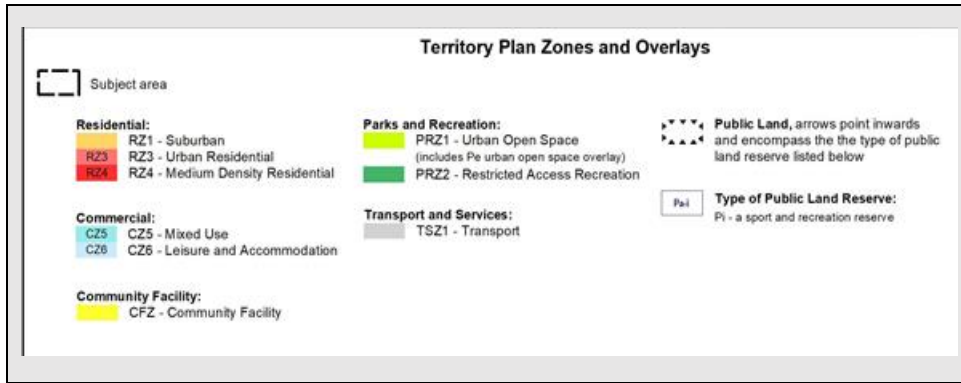 Territory Plan Zones and Overlays
Subject area
Residential:
RZ1 - Suburban
RZ3 RZ3 - Urban Residential
RZ4 RZ4 - Medium Density Residential
Commercial:
CZ5 CZ5 - Mixed Use
CZ6 CZ6 - Leisure and Accommodation
Community Facility:
CFZ - Community Facility
Parks and Recreation:
PRZ1 - Urban Open Space
(includes Pe urban open space overlay)
PRZ2 - Restricted Access Recreation
Transport and Services:
TSZ1 - Transport
Public Land, arrows point inwards
and encompass the the type of public
land reserve listed below
Pa-i Type of Public Land Reserve:
Pi - a sport and recreation reserve